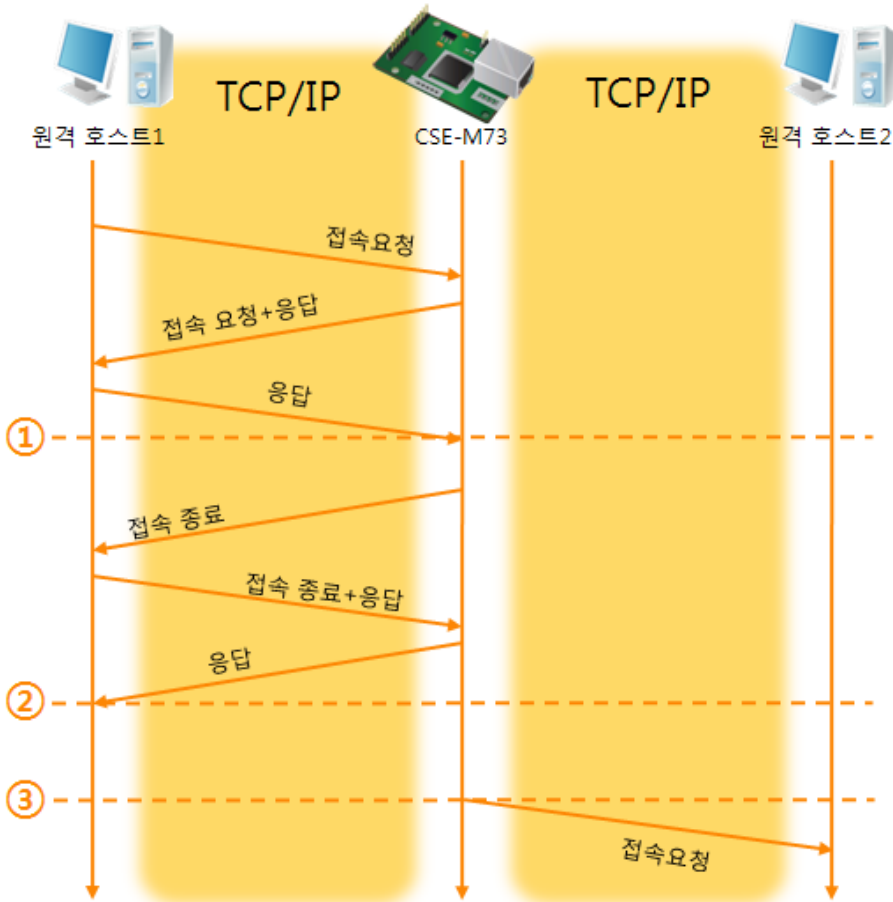 TCP/IP
TCP/IP
원격 호스트1
CSE-M73
원격 호스트2
접속요청
접속 요청+응답
응답
①
접속 종료
접속 종료+응답
응답
②
③
접속요청